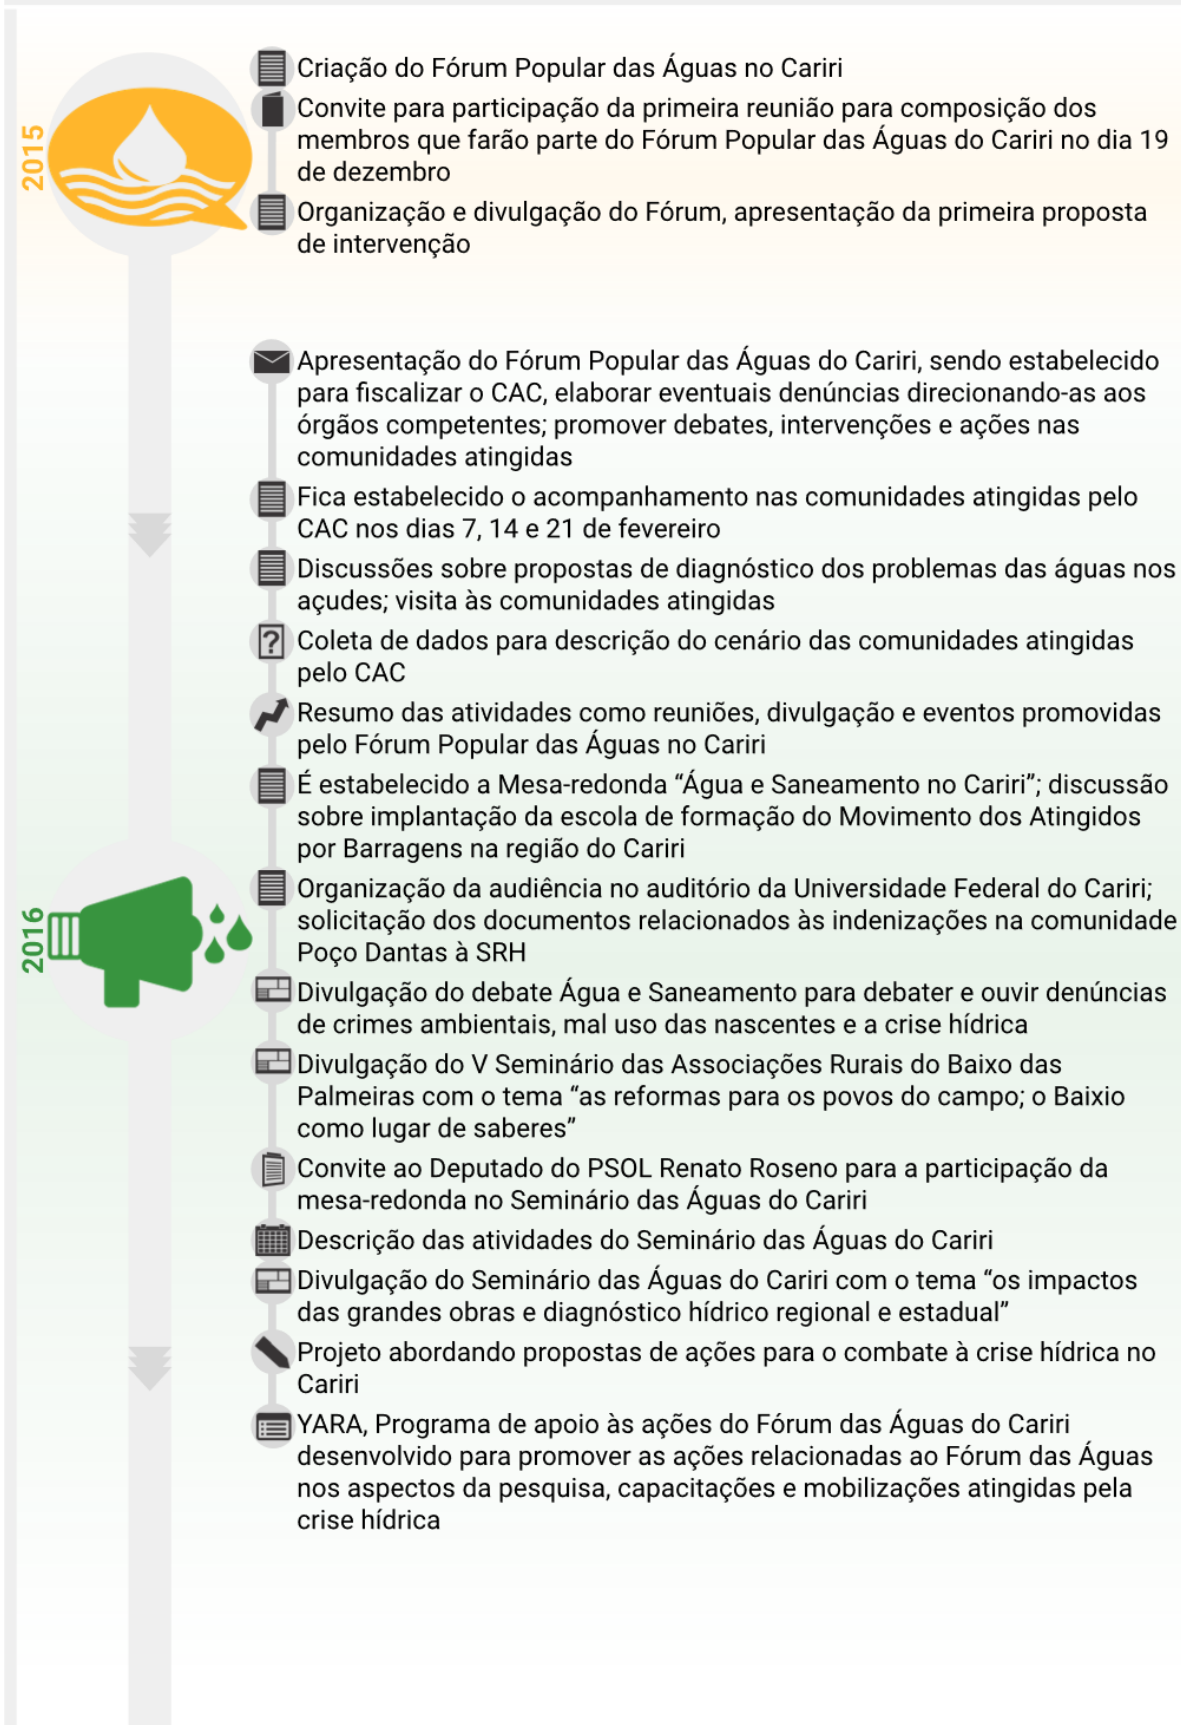 2015
Criação do Fórum Popular das Águas no Cariri
Convite para participação da primeira reunião para composição dos
membros que farão parte do Fórum Popular das Águas do Cariri no dia 19
de dezembro
Organização e divulgação do Fórum, apresentação da primeira proposta
de intervenção
2016
Apresentação do Fórum Popular das Águas do Cariri, sendo estabelecido
para fiscalizar o CAC, elaborar eventuais denúncias direcionando-as aos
órgãos competentes; promover debates, intervenções e ações nas
comunidades atingidas
Fica estabelecido o acompanhamento nas comunidades atingidas pelo
CAC nos dias 7, 14 e 21 de fevereiro
Discussões sobre propostas de diagnóstico dos problemas das águas nos
açudes; visita às comunidades atingidas
?
Coleta de dados para descrição do cenário das comunidades atingidas
pelo CAC
Resumo das atividades como reuniões, divulgação e eventos promovidas
pelo Fórum Popular das Águas no Cariri
É estabelecido a Mesa-redonda “Água e Saneamento no Cariri”; discussão
sobre implantação da escola de formação do Movimento dos Atingidos
por Barragens na região do Cariri
Organização da audiência no auditório da Universidade Federal do Cariri;
solicitação dos documentos relacionados às indenizações na comunidade
Poço Dantas à SRH
Divulgação do debate Água e Saneamento para debater e ouvir denúncias
de crimes ambientais, mal uso das nascentes e a crise hídrica
Divulgação do V Seminário das Associações Rurais do Baixo das
Palmeiras com o tema “as reformas para os povos do campo; o Baixio
como lugar de saberes”
Convite ao Deputado do PSOL Renato Roseno para a participação da
mesa-redonda no Seminário das Águas do Cariri
Descrição das atividades do Seminário das Águas do Cariri
Divulgação do Seminário das Águas do Cariri com o tema “os impactos
das grandes obras e diagnóstico hídrico regional e estadual”
Projeto abordando propostas de ações para o combate à crise hídrica no
Cariri
YARA, Programa de apoio às ações do Fórum das Águas do Cariri
desenvolvido para promover as ações relacionadas ao Fórum das Águas
nos aspectos da pesquisa, capacitações e mobilizações atingidas pela
crise hídrica